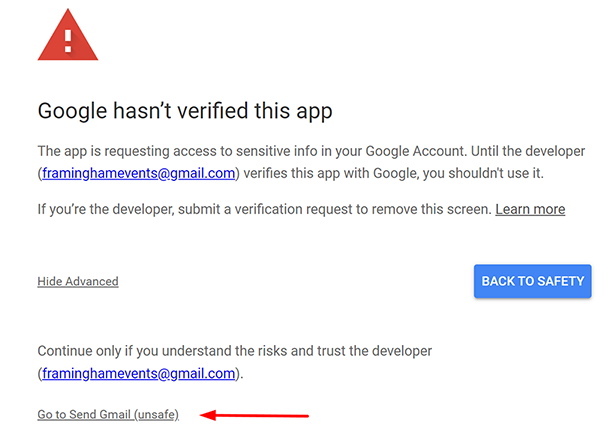 Google hasn’t verified this app
The app is requesting access to sensitive info in your Google Account. Until the developer
(framinghamevents@gmail.com) verifies this app with Google, you shouldn't use it.
If you’re the developer, submit a verification request to remove this screen. Learn more
Hide Advanced
BACK TO SAFETY
Continue only if you understand the risks and trust the developer
(framinghamevents@gmail.com).
Go to Send Gmail (unsafe)